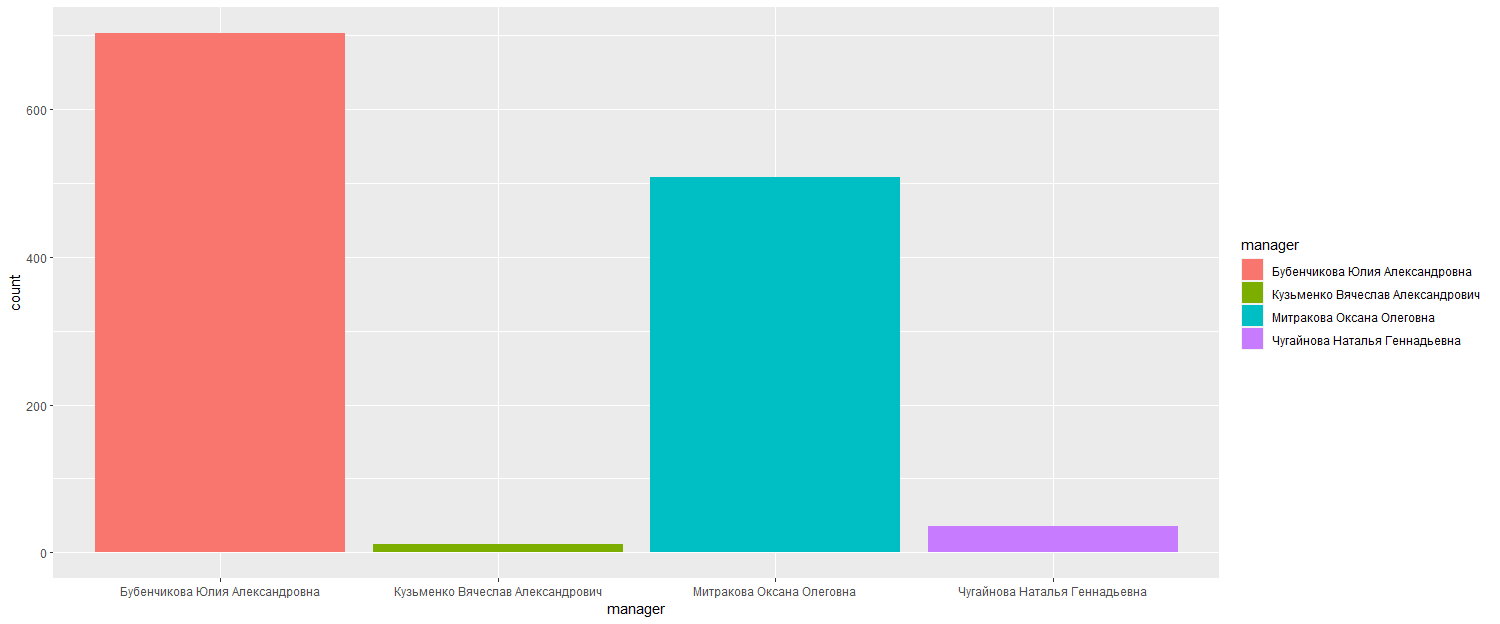 600
400
200
0
count
Бубенчикова Юлия Александровна
Кузьменко Вячеслав Александрович
Митракова Оксана Олеговна
Чугайнова Наталья Геннадьевна
manager
manager
Бубенчикова Юлия Александровна
Кузьменко Вячеслав Александрович
Митракова Оксана Олеговна
Чугайнова Наталья Геннадьевна